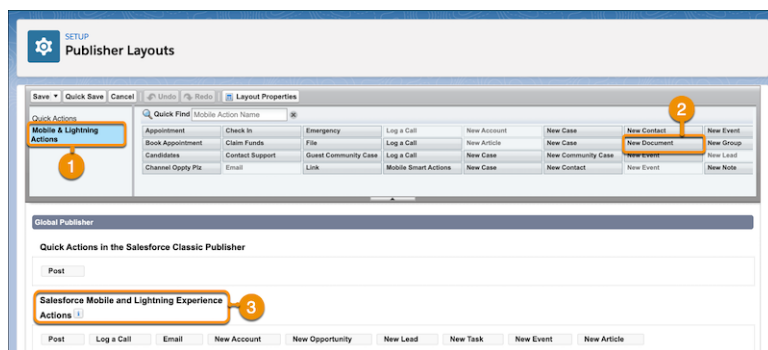 SETUP
Publisher Layouts
Save Quick Save Cancel Undo Redo Layout Properties
Quick Actions
Mobile & Lightning
Actions
1
Quick Find Mobile Action Name
2
Appointment Check In Emergency Log a Call New Account New Case New Contact New Event
Book Appointment Claim Funds File Log a Call New Article New Case New Document New Group
Candidates Contact Support Guest Community Case Log a Call New Case New Community Case New Event New Lead
Channel Oppty Plz Email Link Mobile Smart Actions New Case New Contact New Event New Note
Global Publisher
Quick Actions in the Salesforce Classic Publisher
Post
Salesforce Mobile and Lightning Experience
Actions i
3
Post Log a Call Email New Account New Opportunity New Lead New Task New Event New Article